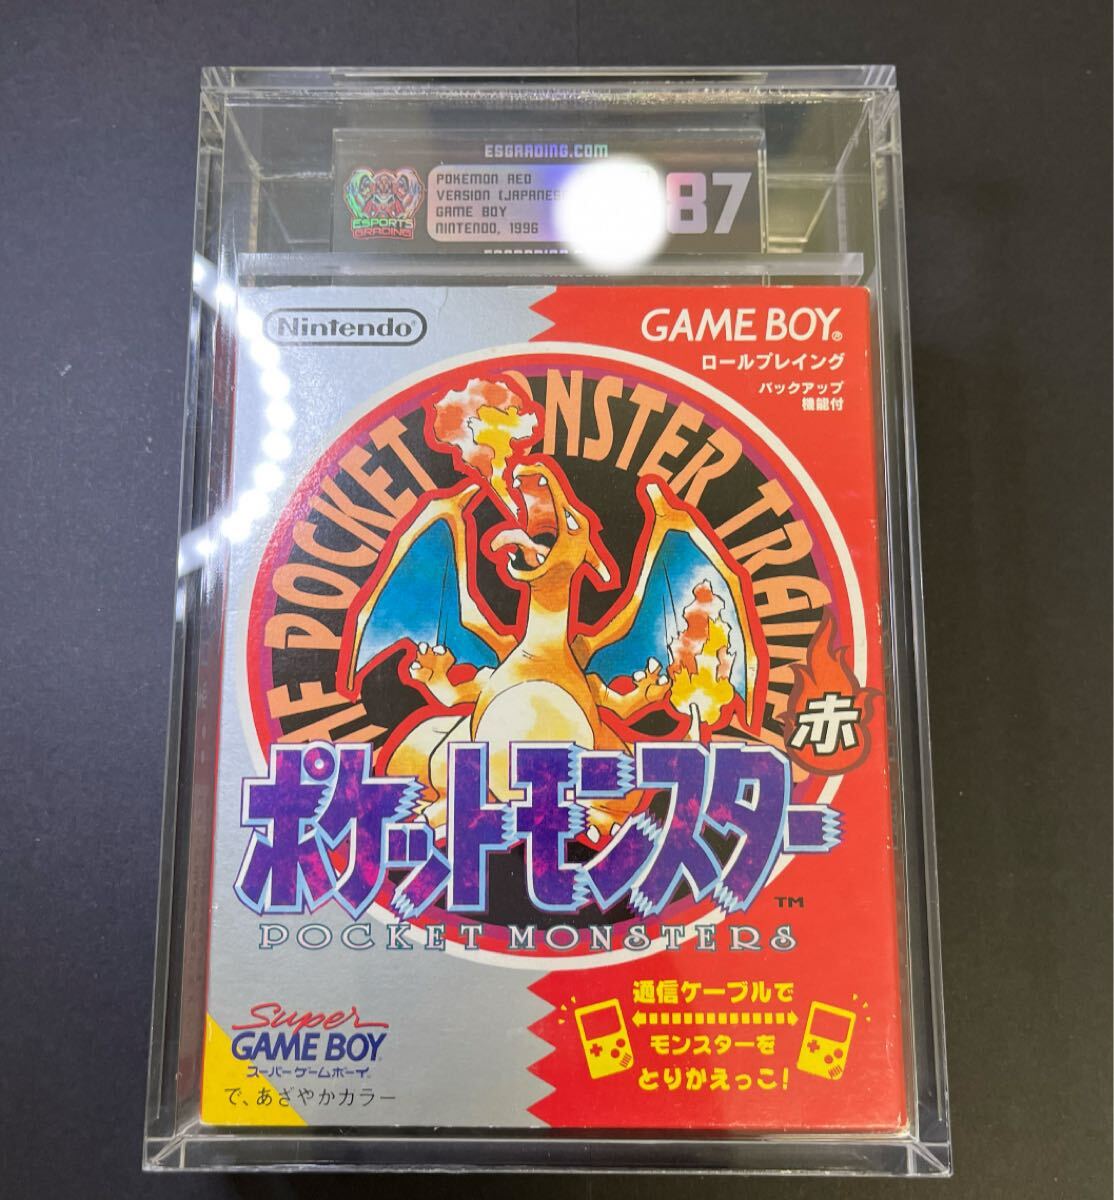 ESGRADING.COM
POKEMON RED
VERSION (JAPANESE
GAME BOY
NINTENDO, 1996
87
ESPORTS
GRADING
ESGRADING.COM
Nintendo®
GAME BOY®
ロールプレイング
バックアップ
機能付
POCKET MONSTER
赤
ポケットモンスター
TM
POCKET MONSTERS
通信ケーブルで
モンスターを
とりかえっこ!
Super
GAME BOY
スーパーゲームボーイ
で、あざやかカラー